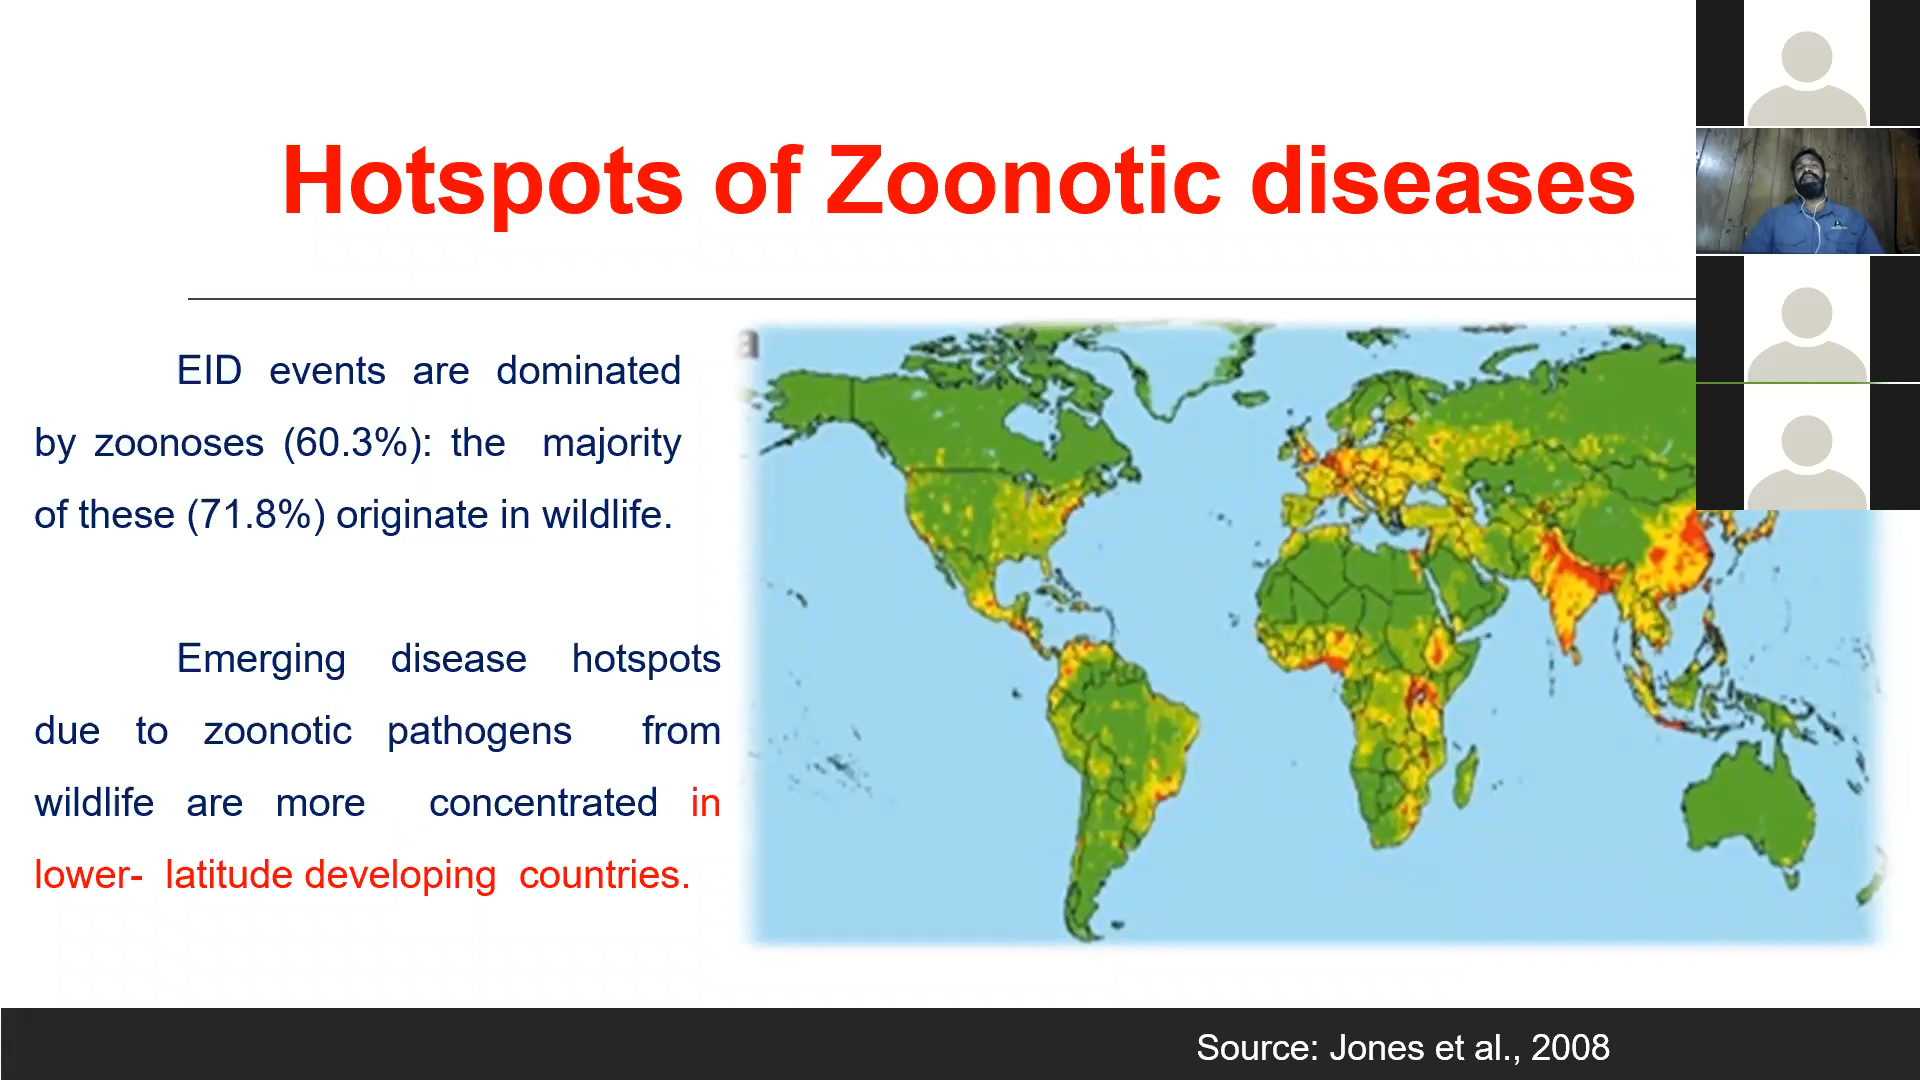 Hotspots of Zoonotic diseases
EID events are dominated
by zoonoses (60.3%): the majority
of these (71.8%) originate in wildlife.
Emerging disease hotspots
due to zoonotic pathogens from
wildlife are more concentrated in
lower- latitude developing countries.
a
Source: Jones et al., 2008